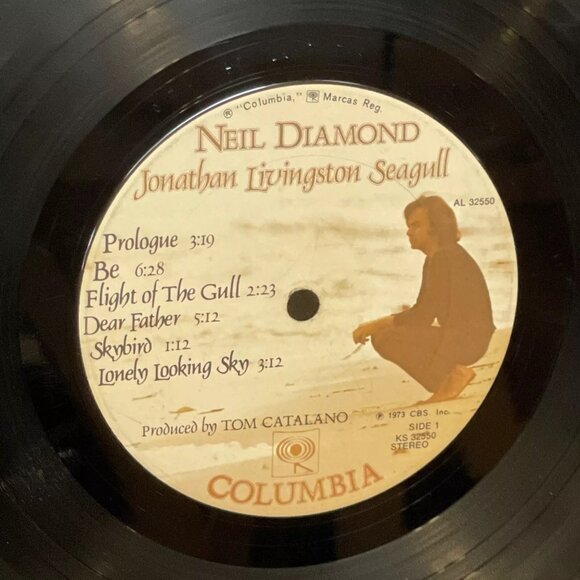 ® "Columbia," Marcas Reg.
NEIL DIAMOND
Jonathan Livingston Seagull
AL 32550
Prologue 3:19
Be 6:28
Flight of The Gull 2:23
Dear Father 5:12
Skybird 1:12
Lonely Looking Sky 3:12
Produced by TOM CATALANO
℗ 1973 CBS, Inc.
SIDE 1
KS 32550
STEREO
COLUMBIA